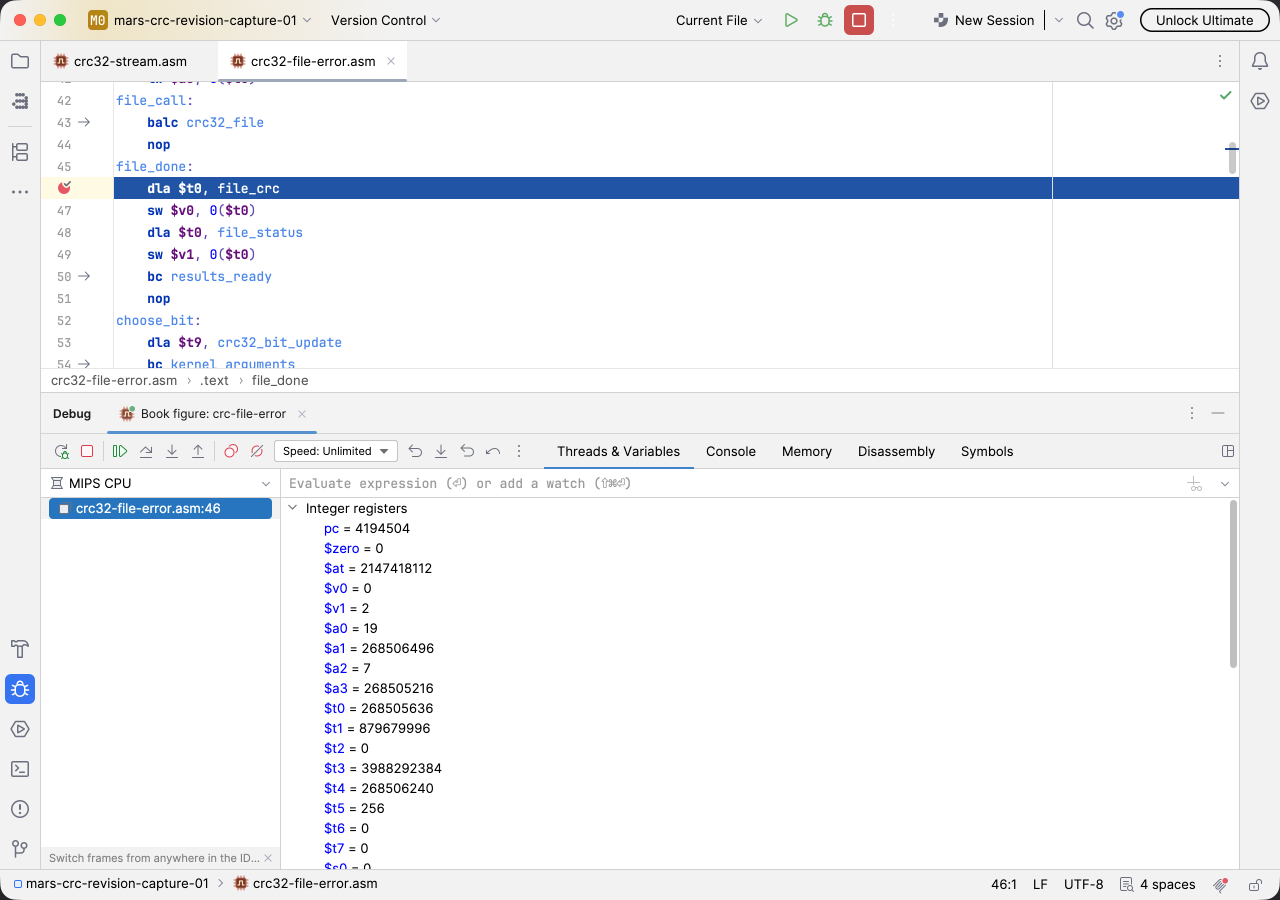 M0 mars-crc-revision-capture-01 Version Control Current File New Session Unlock Ultimate
crc32-stream.asm crc32-file-error.asm
42 file_call:
43 balc crc32_file
44 nop
45 file_done:
dla $t0, file_crc
47 sw $v0, 0($t0)
48 dla $t0, file_status
49 sw $v1, 0($t0)
50 bc results_ready
51 nop
52 choose_bit:
53 dla $t9, crc32_bit_update
54 bc kernel_arguments
crc32-file-error.asm › .text › file_done
Debug Book figure: crc-file-error
Speed: Unlimited Threads & Variables Console Memory Disassembly Symbols
MIPS CPU Evaluate expression (⏎) or add a watch (⇧⌘⏎)
crc32-file-error.asm:46
Integer registers
pc = 4194504
$zero = 0
$at = 2147418112
$v0 = 0
$v1 = 2
$a0 = 19
$a1 = 268506496
$a2 = 7
$a3 = 268505216
$t0 = 268505636
$t1 = 879679996
$t2 = 0
$t3 = 3988292384
$t4 = 268506240
$t5 = 256
$t6 = 0
$t7 = 0
$s0 = 0
Switch frames from anywhere in the ID...
mars-crc-revision-capture-01 › crc32-file-error.asm 46:1 LF UTF-8 4 spaces